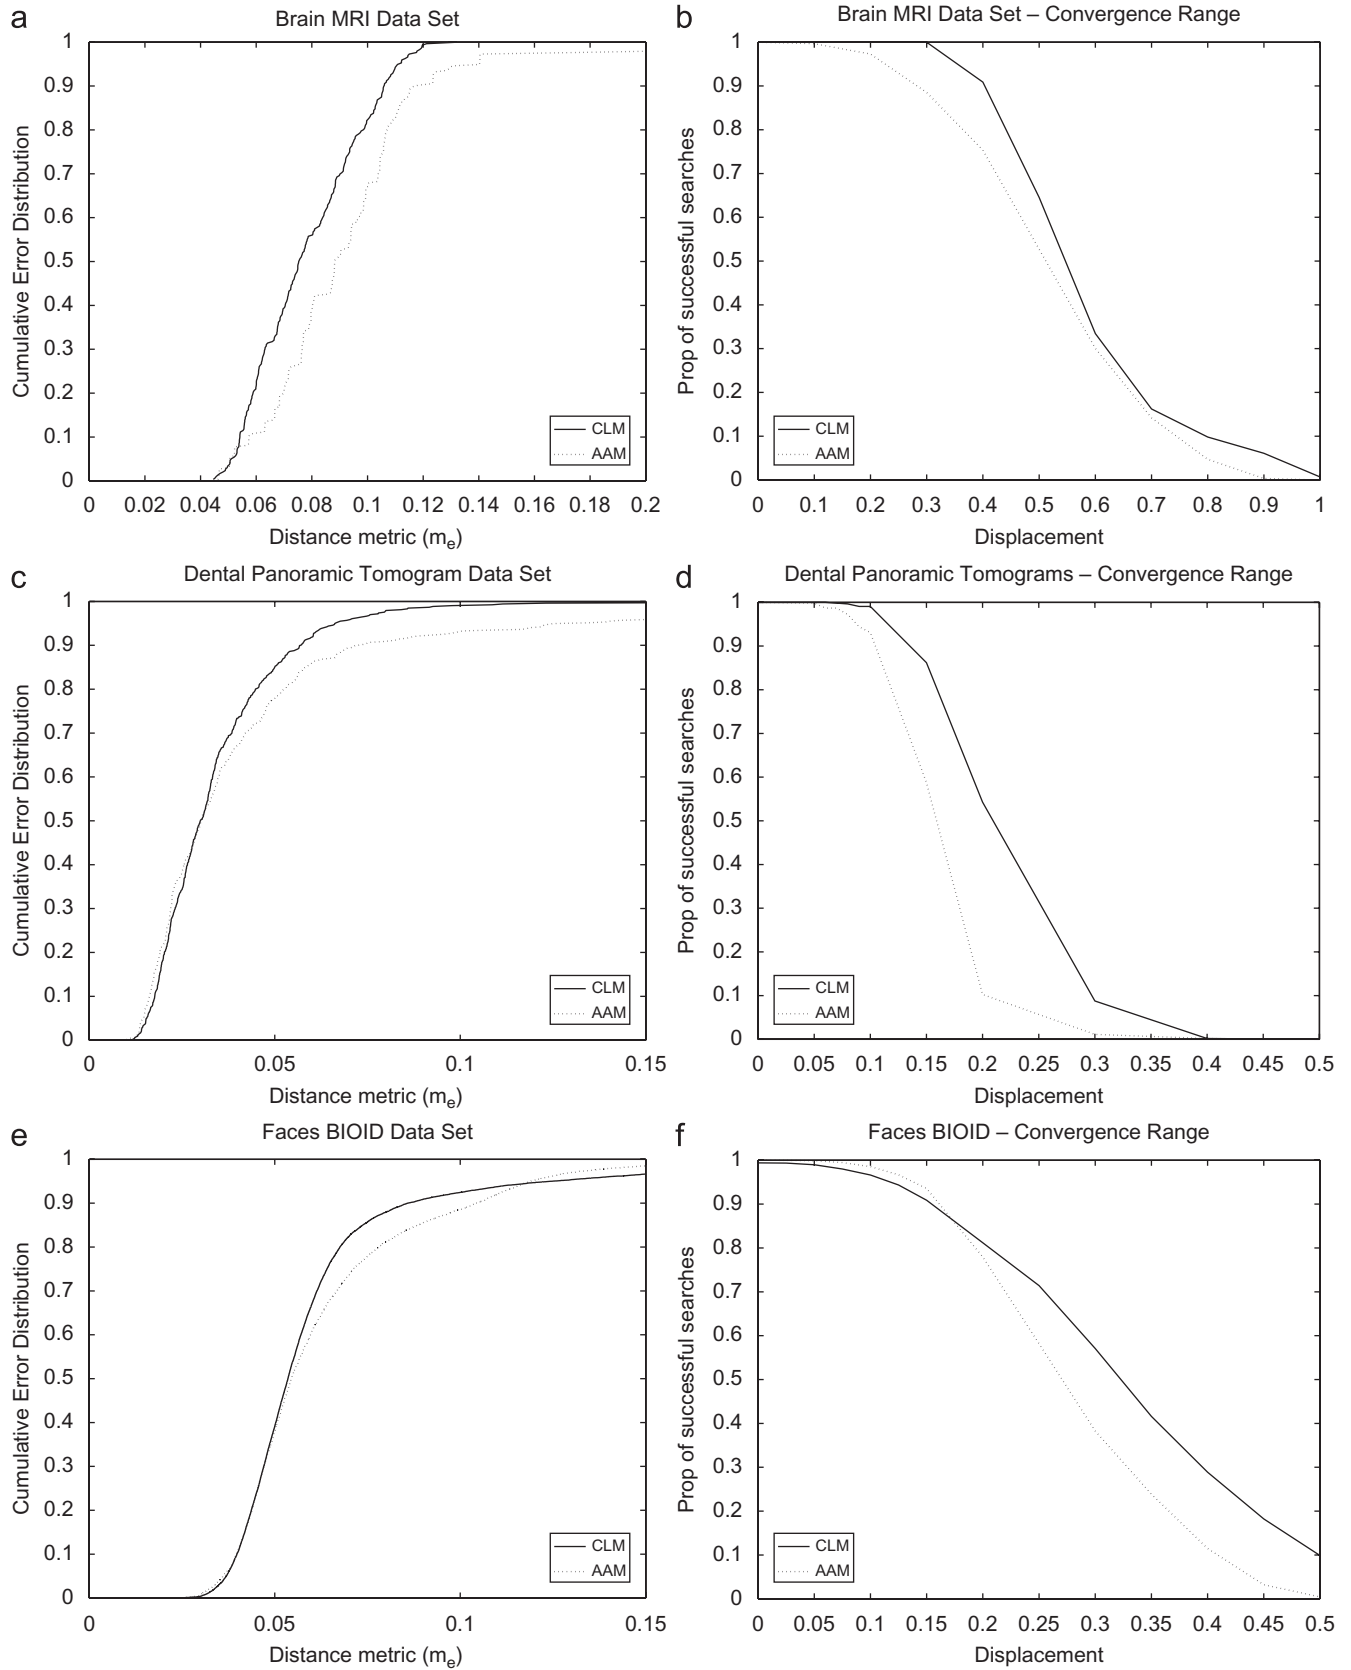 a
Brain MRI Data Set
Cumulative Error Distribution
1
0.9
0.8
0.7
0.6
0.5
0.4
0.3
0.2
0.1
0
CLM
AAM
0 0.02 0.04 0.06 0.08 0.1 0.12 0.14 0.16 0.18 0.2
Distance metric (me)
b
Brain MRI Data Set – Convergence Range
Prop of successful searches
1
0.9
0.8
0.7
0.6
0.5
0.4
0.3
0.2
0.1
0
CLM
AAM
0 0.1 0.2 0.3 0.4 0.5 0.6 0.7 0.8 0.9 1
Displacement
c
Dental Panoramic Tomogram Data Set
Cumulative Error Distribution
1
0.9
0.8
0.7
0.6
0.5
0.4
0.3
0.2
0.1
0
CLM
AAM
0 0.05 0.1 0.15
Distance metric (me)
d
Dental Panoramic Tomograms – Convergence Range
Prop of successful searches
1
0.9
0.8
0.7
0.6
0.5
0.4
0.3
0.2
0.1
0
CLM
AAM
0 0.05 0.1 0.15 0.2 0.25 0.3 0.35 0.4 0.45 0.5
Displacement
e
Faces BIOID Data Set
Cumulative Error Distribution
1
0.9
0.8
0.7
0.6
0.5
0.4
0.3
0.2
0.1
0
CLM
AAM
0 0.05 0.1 0.15
Distance metric (me)
f
Faces BIOID – Convergence Range
Prop of successful searches
1
0.9
0.8
0.7
0.6
0.5
0.4
0.3
0.2
0.1
0
CLM
AAM
0 0.05 0.1 0.15 0.2 0.25 0.3 0.35 0.4 0.45 0.5
Displacement